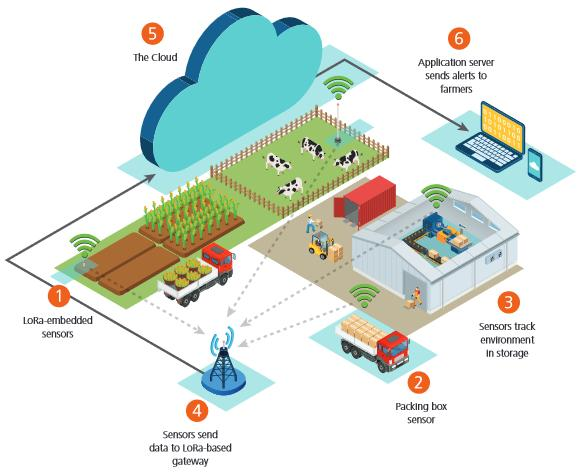 5
The Cloud
6
Application server
sends alerts to
farmers
1
LoRa-embedded
sensors
3
Sensors track
environment
in storage
2
Packing box
sensor
4
Sensors send
data to LoRa-based
gateway